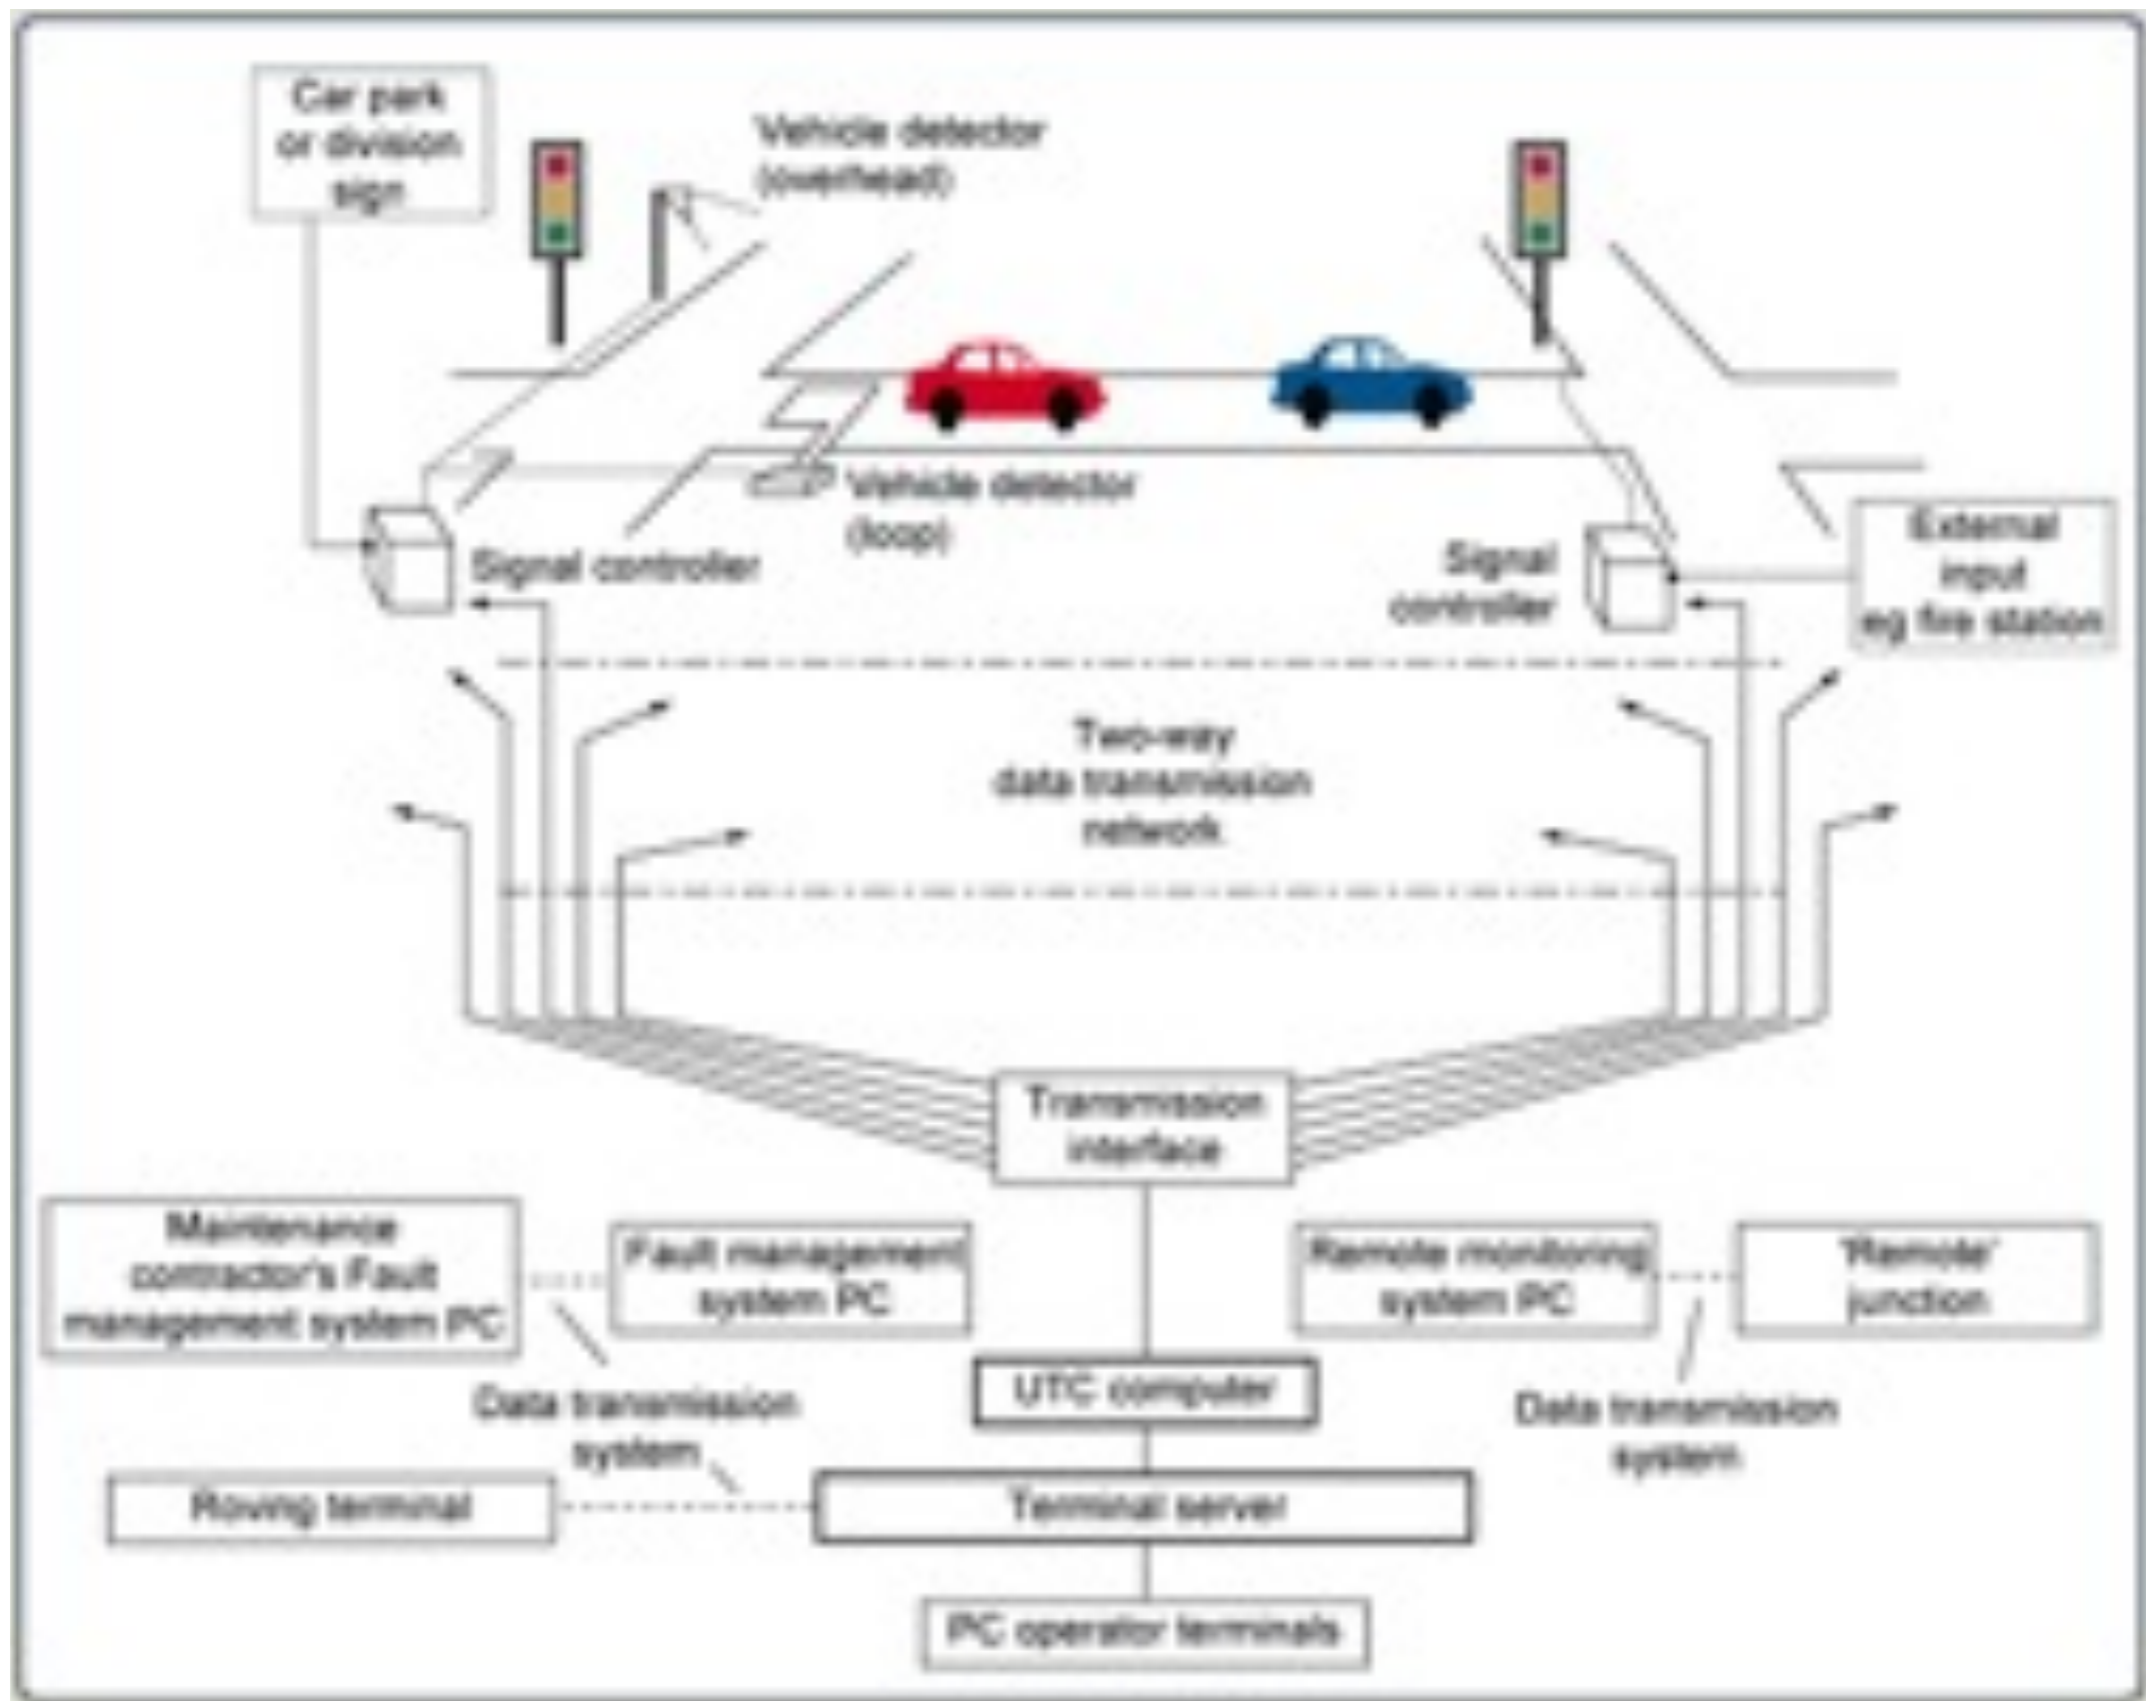 Car park
or division
sign
Vehicle detector
(overhead)
Vehicle detector
(loop)
Signal controller
Signal
controller
External
input
eg fire station
Two-way
data transmission
network
Transmission
interface
Maintenance
contractor's Fault
management system PC
Fault management
system PC
Remote monitoring
system PC
'Remote'
junction
UTC computer
Data transmission
system
Data transmission
system
Roving terminal
Terminal server
PC operator terminals